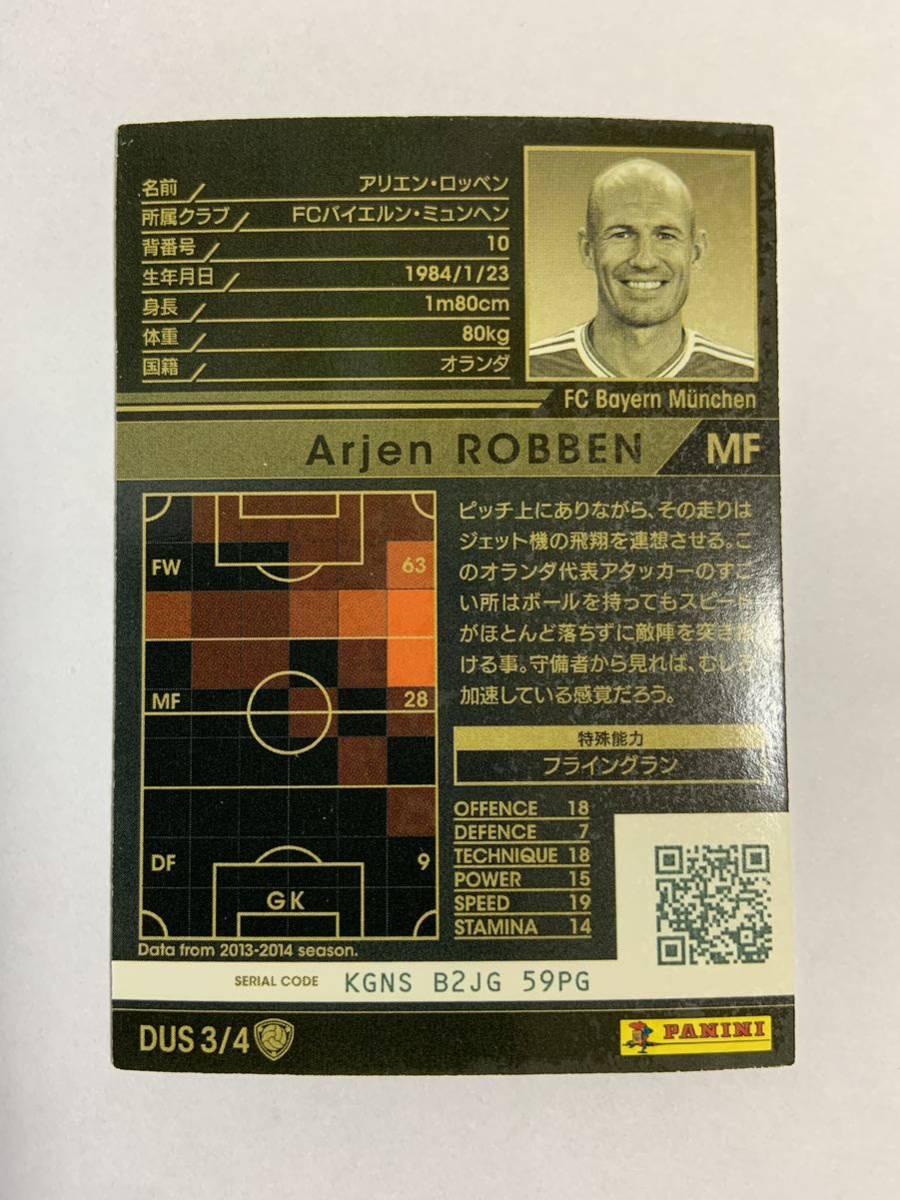 名前 アリエン・ロッベン
所属クラブ FCバイエルン・ミュンヘン
背番号 10
生年月日 1984/1/23
身長 1m80cm
体重 80kg
国籍 オランダ
FC Bayern München
Arjen ROBBEN MF
FW 63
MF 28
DF 9
GK
Data from 2013-2014 season.
ピッチ上にありながら、その走りは
ジェット機の飛翔を連想させる。こ
のオランダ代表アタッカーのすご
い所はボールを持ってもスピード
がほとんど落ちずに敵陣を突き抜
ける事。守備者から見れば、むしろ
加速している感覚だろう。
特殊能力
フライングラン
OFFENCE 18
DEFENCE 7
TECHNIQUE 18
POWER 15
SPEED 19
STAMINA 14
SERIAL CODE KGNS B2JG 59PG
DUS 3/4
PANINI